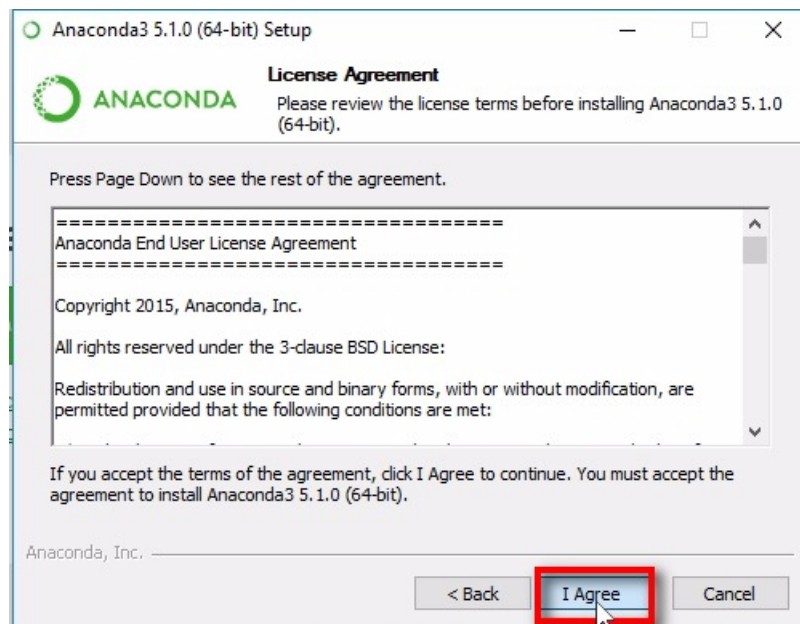 Anaconda3 5.1.0 (64-bit) Setup
ANACONDA
License Agreement
Please review the license terms before installing Anaconda3 5.1.0
(64-bit).
Press Page Down to see the rest of the agreement.
===================================
Anaconda End User License Agreement
===================================
Copyright 2015, Anaconda, Inc.
All rights reserved under the 3-clause BSD License:
Redistribution and use in source and binary forms, with or without modification, are
permitted provided that the following conditions are met:
If you accept the terms of the agreement, click I Agree to continue. You must accept the
agreement to install Anaconda3 5.1.0 (64-bit).
Anaconda, Inc.
< Back
I Agree
Cancel